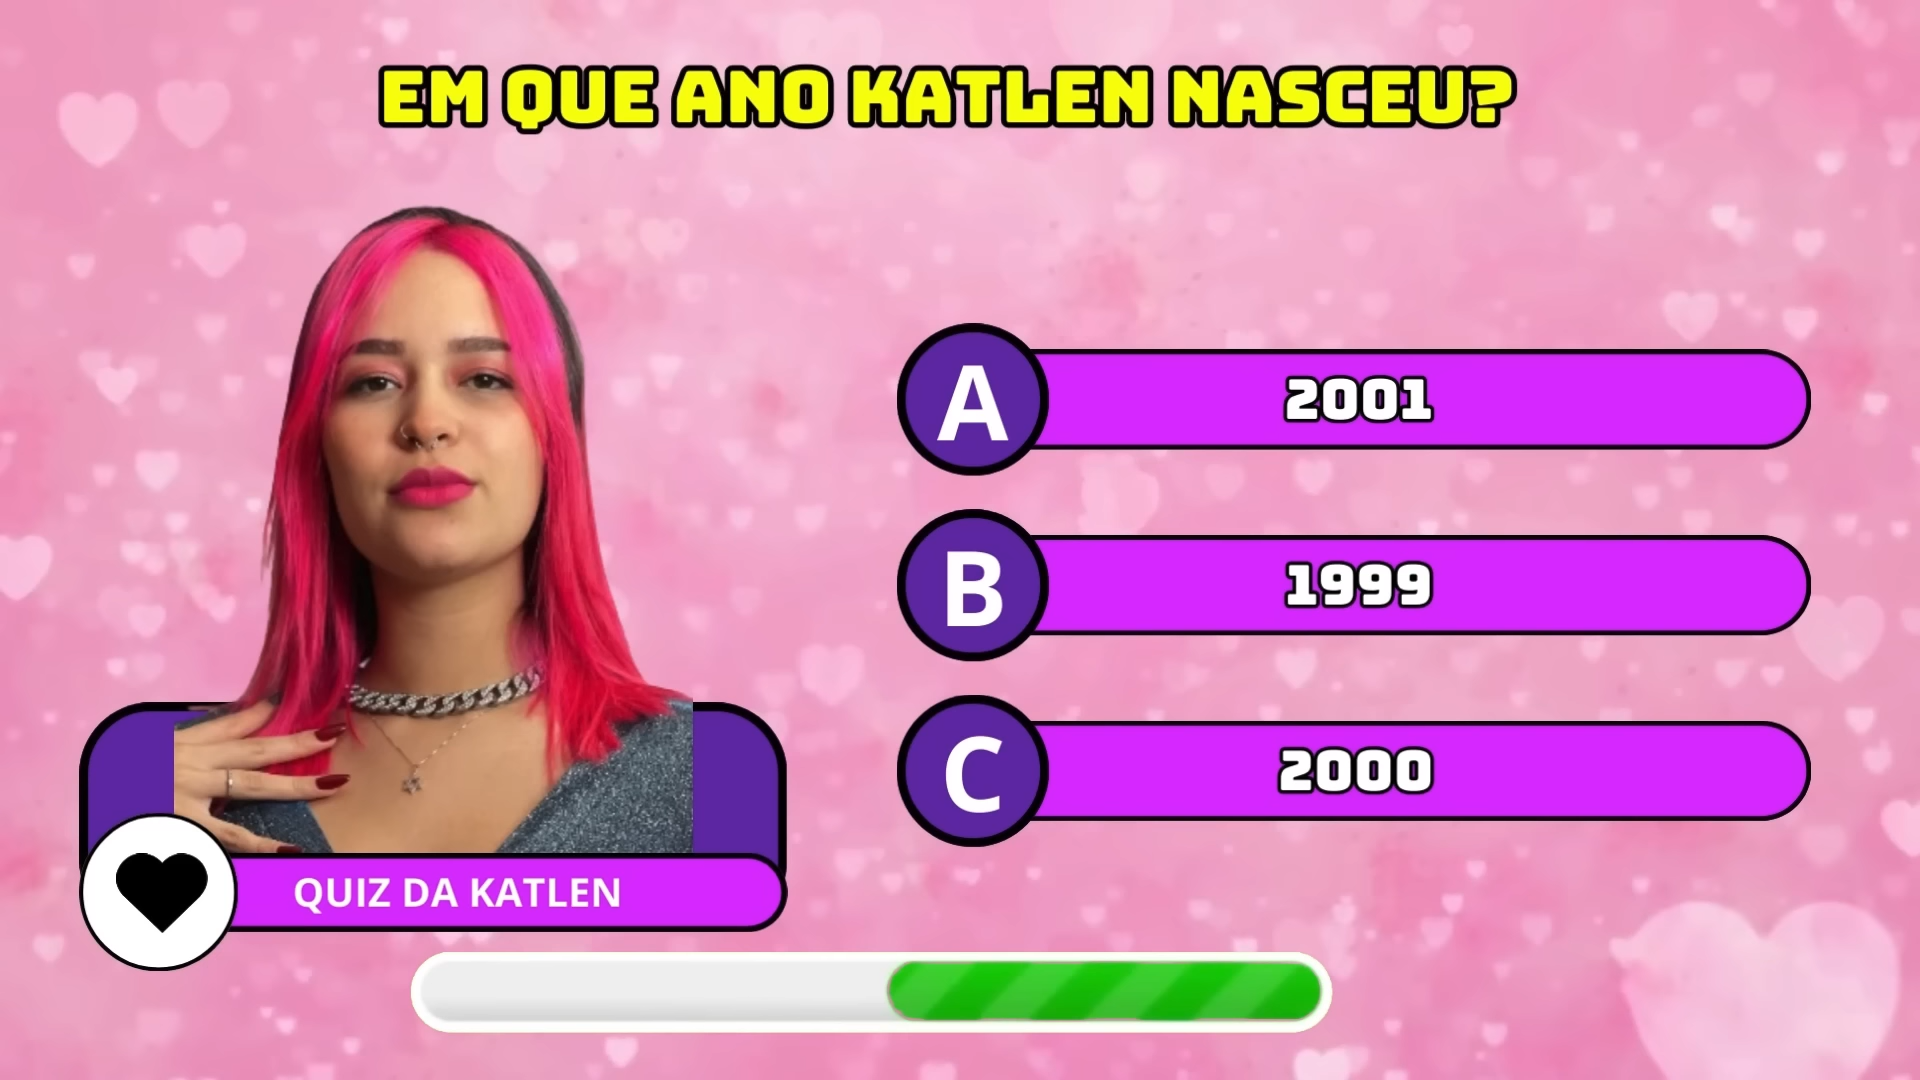 EM QUE ANO KATLEN NASCEU?
A
2001
B
1999
C
2000
QUIZ DA KATLEN